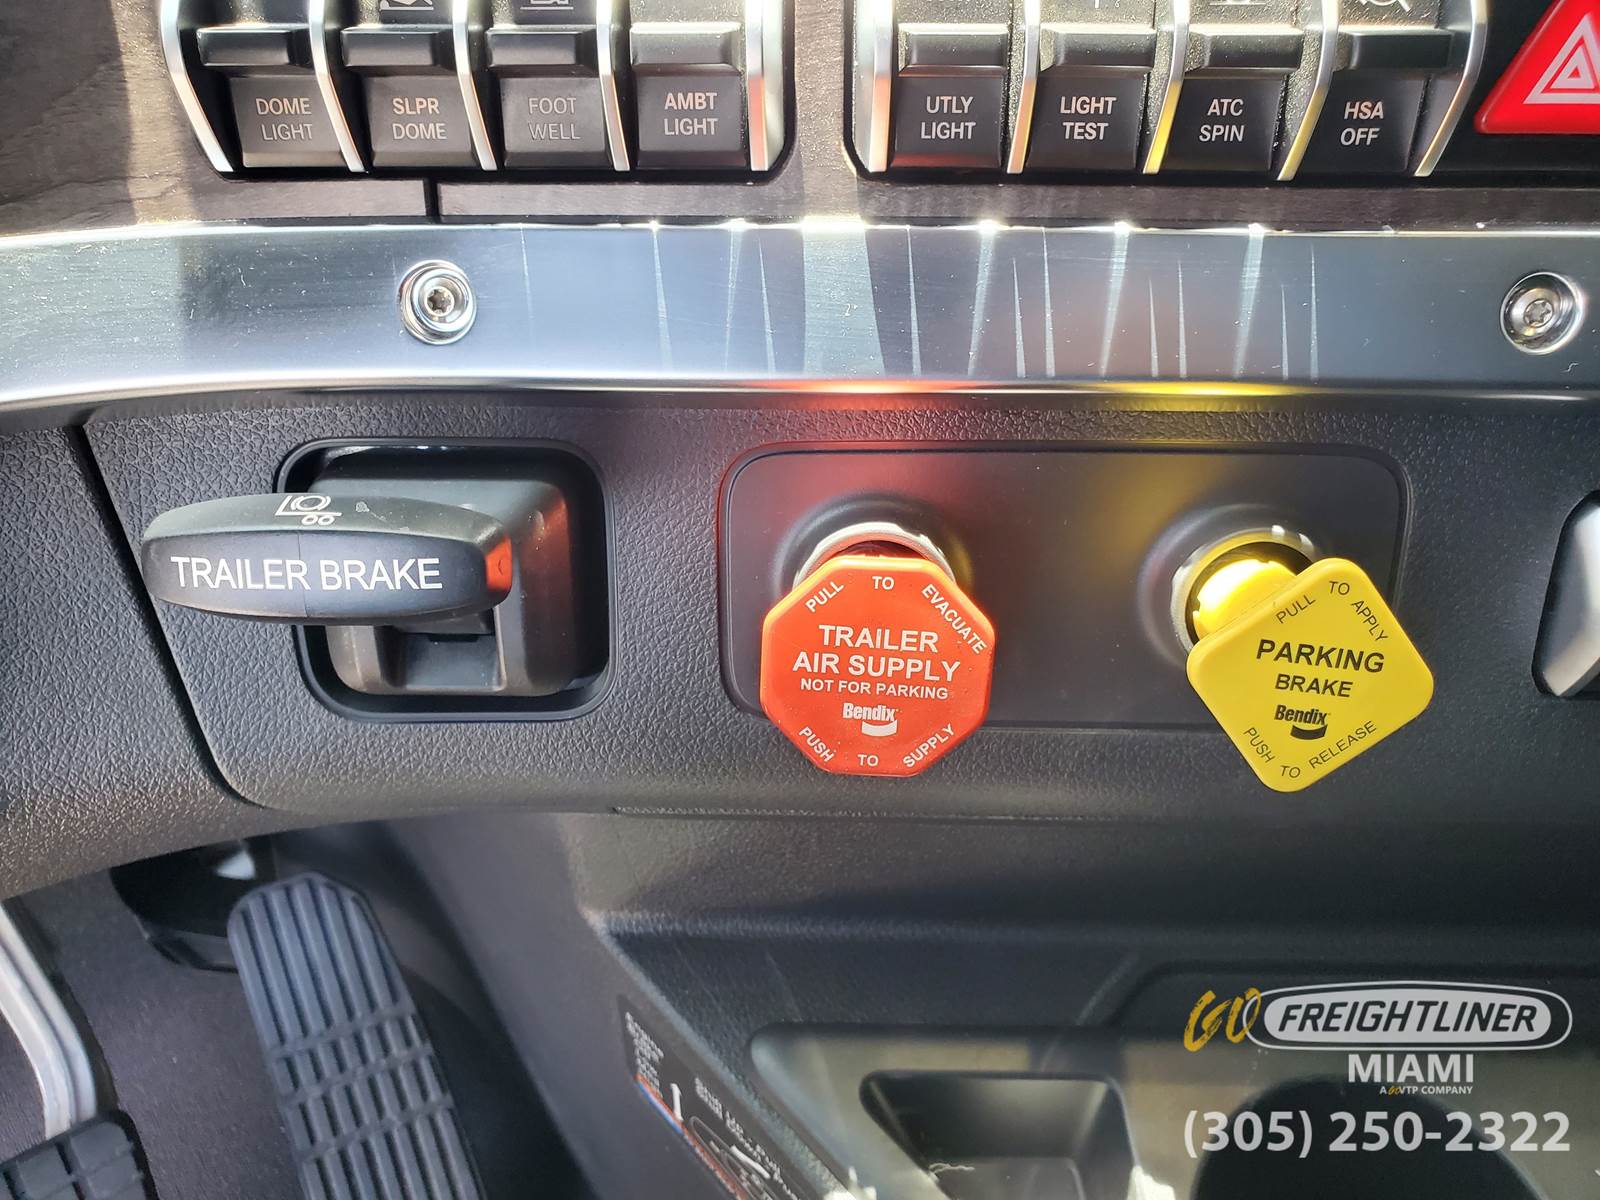 DOME
LIGHT
SLPR
DOME
FOOT
WELL
AMBT
LIGHT
UTLY
LIGHT
LIGHT
TEST
ATC
SPIN
HSA
OFF
TRAILER BRAKE
PULL TO EVACUATE
TRAILER
AIR SUPPLY
NOT FOR PARKING
Bendix
PUSH TO SUPPLY
PULL TO APPLY
PARKING
BRAKE
Bendix
PUSH TO RELEASE
GO FREIGHTLINER
MIAMI
A GOVTP COMPANY
(305) 250-2322